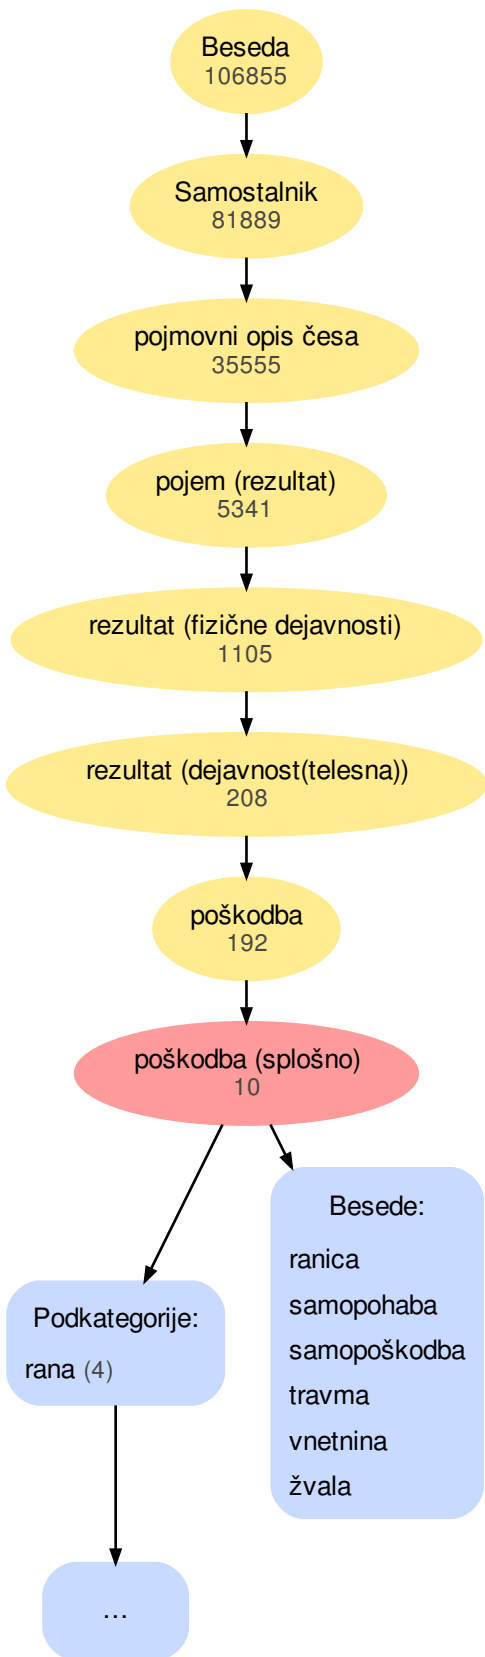 Beseda
106855
Samostalnik
81889
pojmovni opis česa
35555
pojem (rezultat)
5341
rezultat (fizične dejavnosti)
1105
rezultat (dejavnost(telesna))
208
poškodba
192
poškodba (splošno)
10
Besede:
ranica
samopohaba
samopoškodba
travma
vnetnina
žvala
Podkategorije:
rana (4)
...